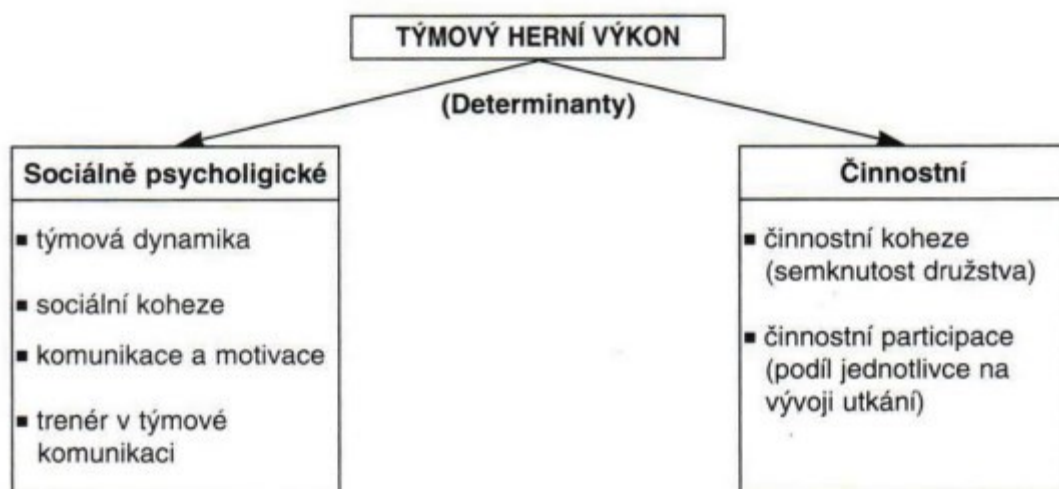 TÝMOVÝ HERNÍ VÝKON
(Determinanty)
Sociálně psycholigické
■ týmová dynamika
■ sociální koheze
■ komunikace a motivace
■ trenér v týmové
komunikaci
Činnostní
■ činnostní koheze
(semknutost družstva)
■ činnostní participace
(podíl jednotlivce na
vývoji utkání)